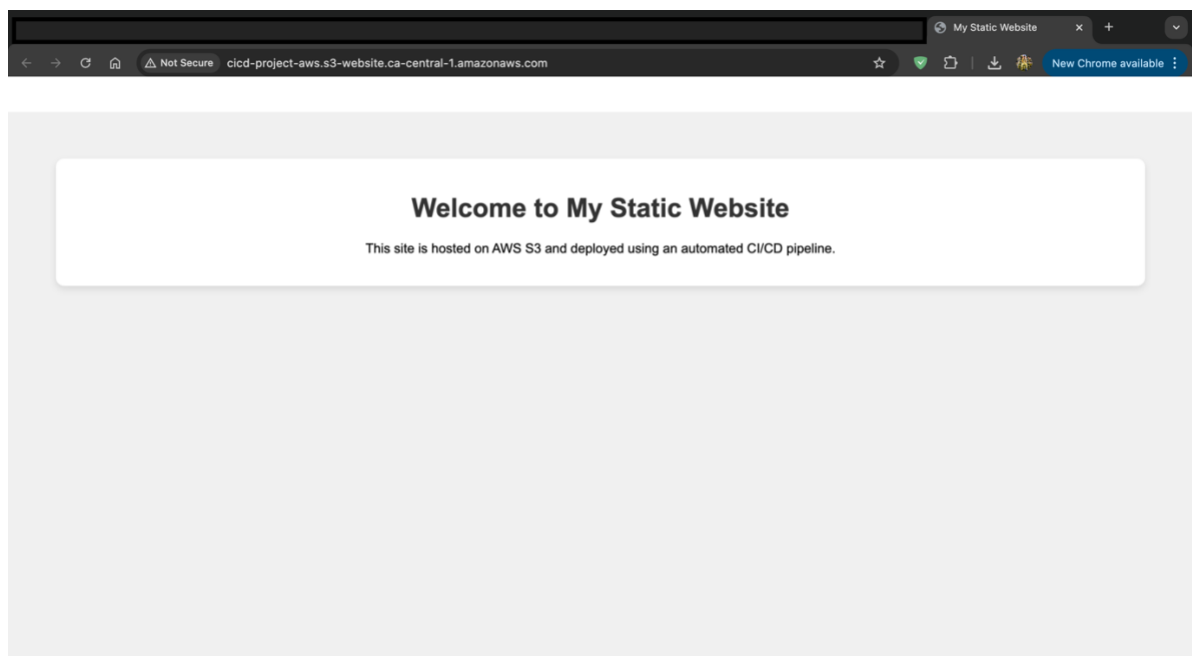 My Static Website
Not Secure
cicd-project-aws.s3-website.ca-central-1.amazonaws.com
New Chrome available
Welcome to My Static Website
This site is hosted on AWS S3 and deployed using an automated CI/CD pipeline.